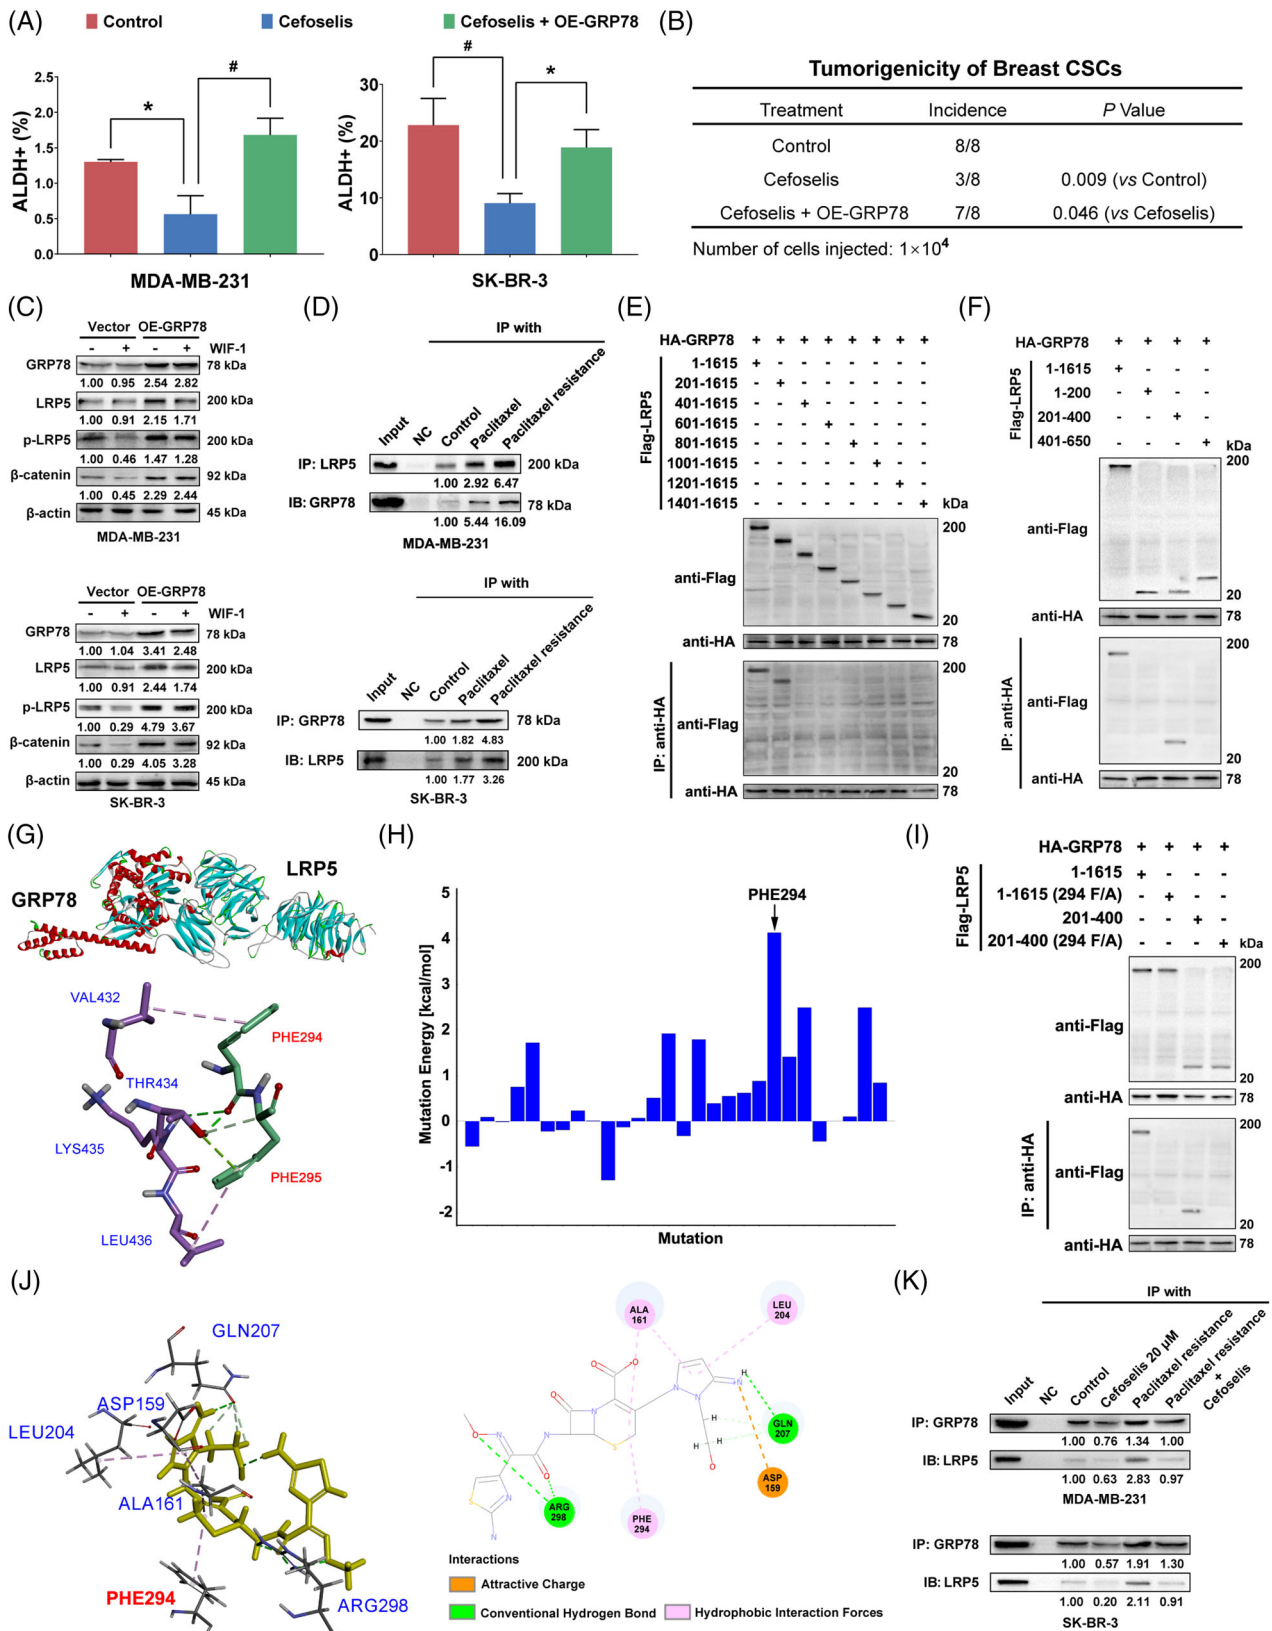 (A)
Control
Cefoselis
Cefoselis + OE-GRP78
ALDH+ (%)
2.5
2.0
1.5
1.0
0.5
0.0
*
#
MDA-MB-231
ALDH+ (%)
30
20
10
0
#
*
SK-BR-3
(B)
Tumorigenicity of Breast CSCs
Treatment Incidence P Value
Control 8/8
Cefoselis 3/8 0.009 (vs Control)
Cefoselis + OE-GRP78 7/8 0.046 (vs Cefoselis)
Number of cells injected: 1×10⁴
(C)
Vector OE-GRP78
- + - + WIF-1
GRP78 78 kDa
1.00 0.95 2.54 2.82
LRP5 200 kDa
1.00 0.91 2.15 1.71
p-LRP5 200 kDa
1.00 0.46 1.47 1.28
β-catenin 92 kDa
1.00 0.45 2.29 2.44
β-actin 45 kDa
MDA-MB-231
Vector OE-GRP78
- + - + WIF-1
GRP78 78 kDa
1.00 1.04 3.41 2.48
LRP5 200 kDa
1.00 0.91 2.44 1.74
p-LRP5 200 kDa
1.00 0.29 4.79 3.67
β-catenin 92 kDa
1.00 0.29 4.05 3.28
β-actin 45 kDa
SK-BR-3
(D)
IP with
Input NC Control Paclitaxel Paclitaxel resistance
IP: LRP5 200 kDa
1.00 2.92 6.47
IB: GRP78 78 kDa
1.00 5.44 16.09
MDA-MB-231
IP with
Input NC Control Paclitaxel Paclitaxel resistance
IP: GRP78 78 kDa
1.00 1.82 4.83
IB: LRP5 200 kDa
1.00 1.77 3.26
SK-BR-3
(E)
HA-GRP78 + + + + + + + +
Flag-LRP5
1-1615 + - - - - - - -
201-1615 - + - - - - - -
401-1615 - - + - - - - -
601-1615 - - - + - - - -
801-1615 - - - - + - - -
1001-1615 - - - - - + - -
1201-1615 - - - - - - + -
1401-1615 - - - - - - - + kDa
anti-Flag 200
20
anti-HA 78
IP: anti-HA
anti-Flag 200
20
anti-HA 78
(F)
HA-GRP78 + + + +
Flag-LRP5
1-1615 + - - -
1-200 - + - -
201-400 - - + -
401-650 - - - + kDa
anti-Flag 200
20
anti-HA 78
IP: anti-HA
anti-Flag 200
20
anti-HA 78
(G)
GRP78
LRP5
VAL432
PHE294
THR434
LYS435
PHE295
LEU436
(H)
Mutation Energy [kcal/mol]
5
4
3
2
1
0
-1
-2
PHE294
Mutation
(I)
HA-GRP78 + + + +
Flag-LRP5
1-1615 + - - -
1-1615 (294 F/A) - + - -
201-400 - - + -
201-400 (294 F/A) - - - + kDa
anti-Flag 200
20
anti-HA 78
IP: anti-HA
anti-Flag 200
20
anti-HA 78
(J)
GLN207
ASP159
LEU204
ALA161
PHE294
ARG298
ALA 161
LEU 204
GLN 207
ASP 159
ARG 298
PHE 294
O
O
O
N
N
S
N
H
H
H
H
N
O
O
N
N
S
N
N
O
Interactions
Attractive Charge
Conventional Hydrogen Bond
Hydrophobic Interaction Forces
(K)
IP with
Input NC Control Cefoselis 20 μM Paclitaxel resistance Paclitaxel resistance + Cefoselis
IP: GRP78
1.00 0.76 1.34 1.00
IB: LRP5
1.00 0.63 2.83 0.97
MDA-MB-231
IP: GRP78
1.00 0.57 1.91 1.30
IB: LRP5
1.00 0.20 2.11 0.91
SK-BR-3